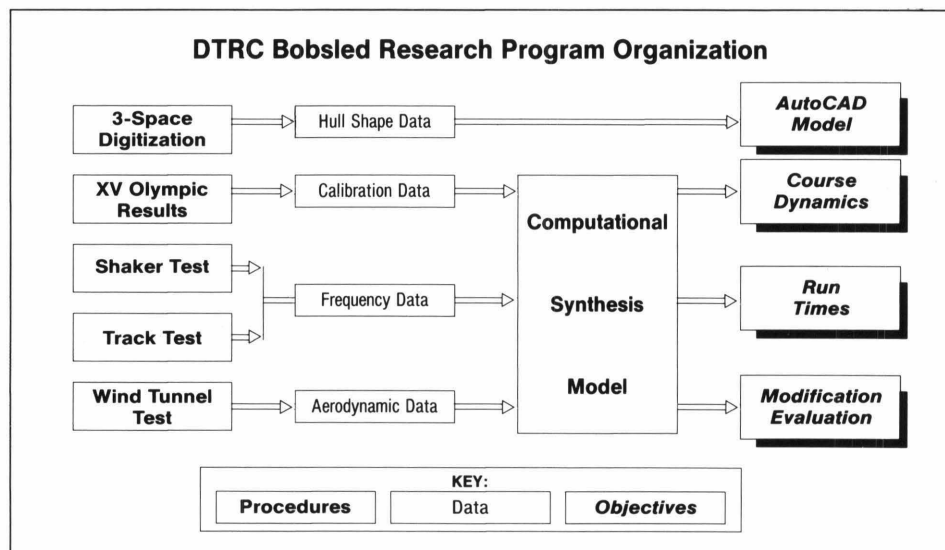 DTRC Bobsled Research Program Organization
3-Space
Digitization
Hull Shape Data
AutoCAD
Model
XV Olympic
Results
Calibration Data
Course
Dynamics
Shaker Test
Track Test
Frequency Data
Computational
Synthesis
Model
Run
Times
Wind Tunnel
Test
Aerodynamic Data
Modification
Evaluation
KEY:
Procedures
Data
Objectives